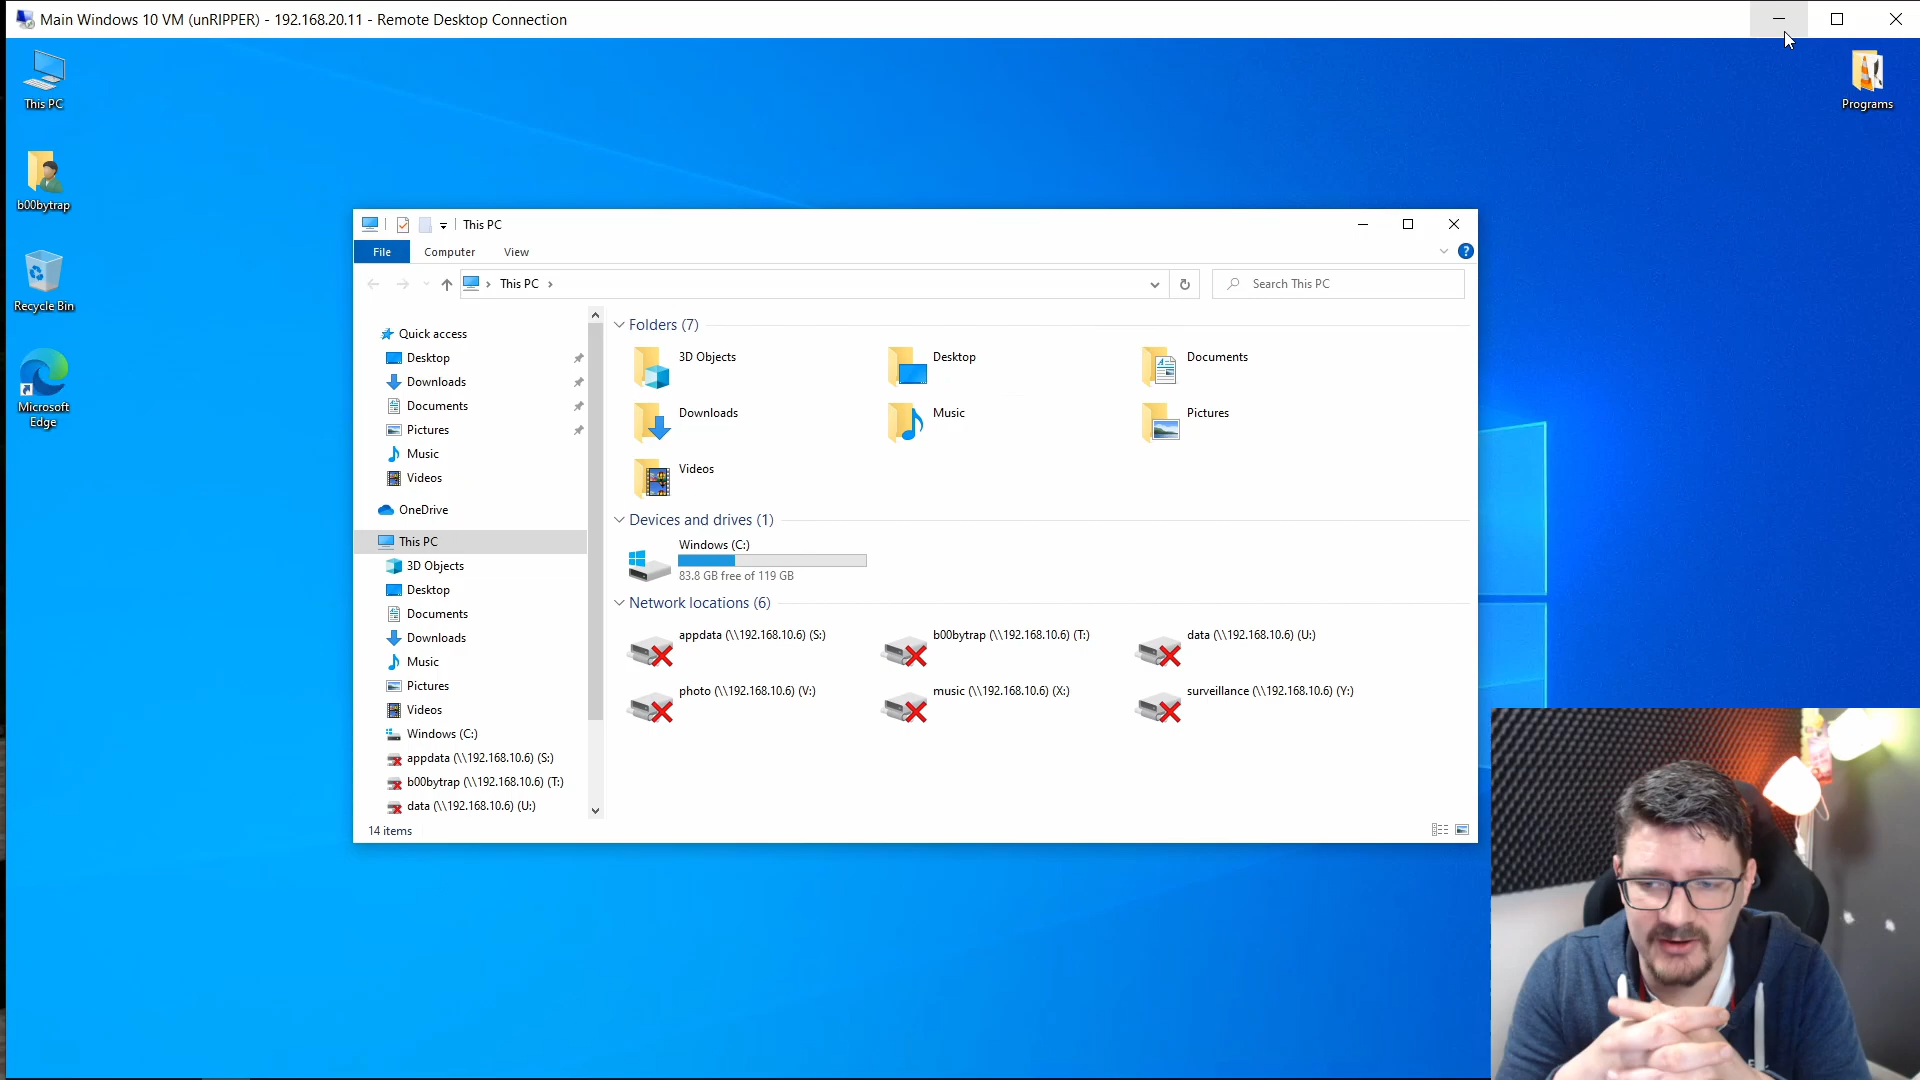 Main Windows 10 VM (unRIPPER) - 192.168.20.11 - Remote Desktop Connection
This PC
b00bytrap
Recycle Bin
Microsoft
Edge
Programs
This PC
File
Computer
View
This PC
Search This PC
Quick access
Desktop
Downloads
Documents
Pictures
Music
Videos
OneDrive
This PC
3D Objects
Desktop
Documents
Downloads
Music
Pictures
Videos
Windows (C:)
appdata (\\192.168.10.6) (S:)
b00bytrap (\\192.168.10.6) (T:)
data (\\192.168.10.6) (U:)
Folders (7)
3D Objects
Desktop
Documents
Downloads
Music
Pictures
Videos
Devices and drives (1)
Windows (C:)
83.8 GB free of 119 GB
Network locations (6)
appdata (\\192.168.10.6) (S:)
b00bytrap (\\192.168.10.6) (T:)
data (\\192.168.10.6) (U:)
photo (\\192.168.10.6) (V:)
music (\\192.168.10.6) (X:)
surveillance (\\192.168.10.6) (Y:)
14 items